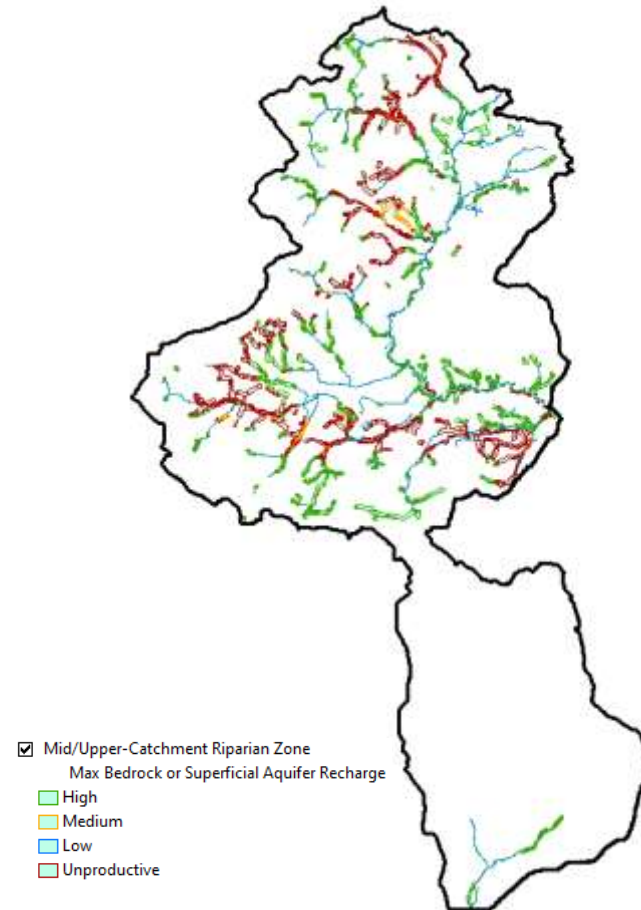 Mid/Upper-Catchment Riparian Zone
Max Bedrock or Superficial Aquifer Recharge
High
Medium
Low
Unproductive